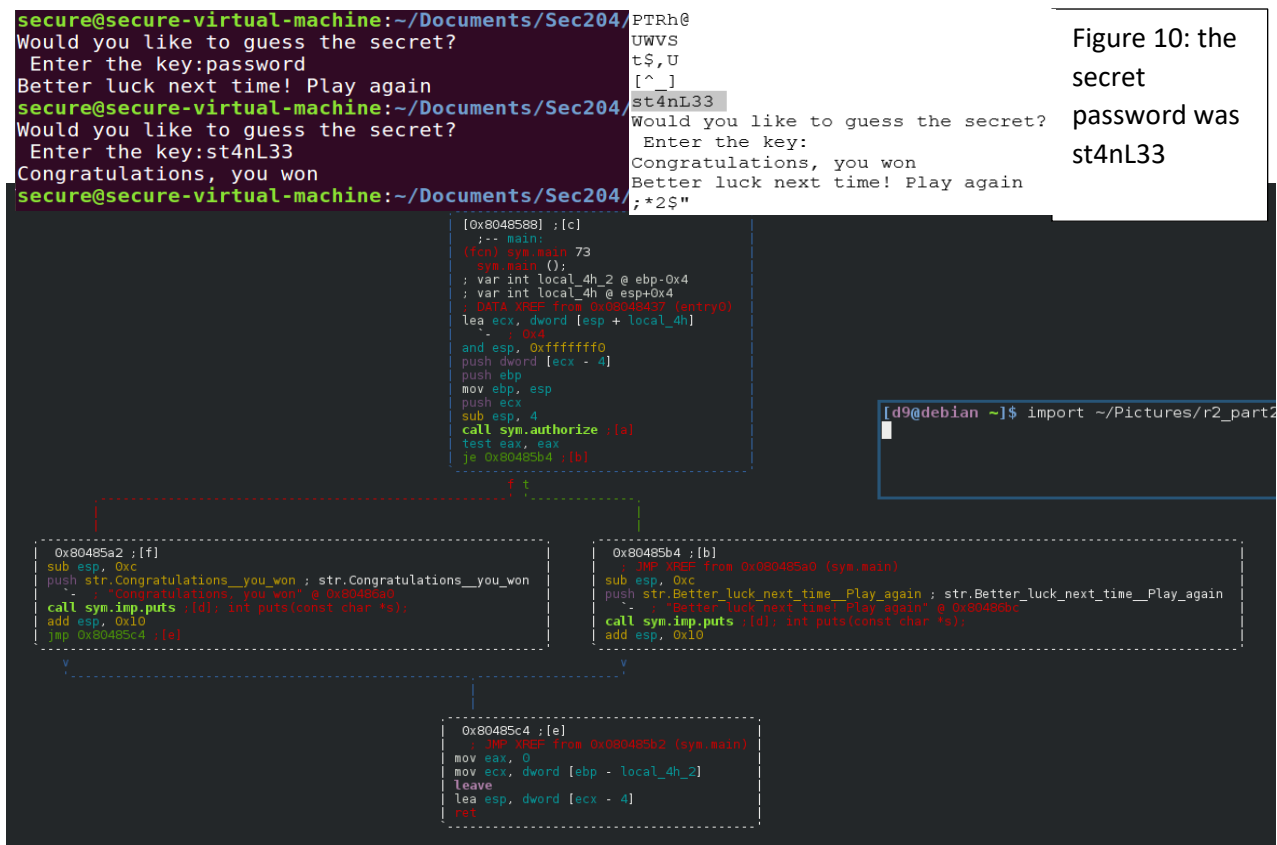 secure@secure-virtual-machine:~/Documents/Sec204/
Would you like to guess the secret?
Enter the key:password
Better luck next time! Play again
secure@secure-virtual-machine:~/Documents/Sec204/
Would you like to guess the secret?
Enter the key:st4nL33
Congratulations, you won
secure@secure-virtual-machine:~/Documents/Sec204/
PTRh@
UWVS
t$,U
[^_]
st4nL33
Would you like to guess the secret?
Enter the key:
Congratulations, you won
Better luck next time! Play again
;*2$"
Figure 10: the
secret
password was
st4nL33
[0x8048588] ;[c]
;-- main:
(fcn) sym.main 73
sym.main ();
; var int local_4h_2 @ ebp-0x4
; var int local_4h @ esp+0x4
; DATA XREF from 0x08048437 (entry0)
lea ecx, dword [esp + local_4h]
`- ; 0x4
and esp, 0xfffffff0
push dword [ecx - 4]
push ebp
mov ebp, esp
push ecx
sub esp, 4
call sym.authorize ;[a]
test eax, eax
je 0x80485b4 ;[b]
f t
[d9@debian ~]$ import ~/Pictures/r2_part2
0x80485a2 ;[f]
sub esp, 0xc
push str.Congratulations__you_won ; str.Congratulations__you_won
`- ; "Congratulations, you won" @ 0x80486a0
call sym.imp.puts ;[d]; int puts(const char *s);
add esp, 0x10
jmp 0x80485c4 ;[e]
0x80485b4 ;[b]
; JMP XREF from 0x080485a0 (sym.main)
sub esp, 0xc
push str.Better_luck_next_time__Play_again ; str.Better_luck_next_time__Play_again
`- ; "Better luck next time! Play again" @ 0x80486bc
call sym.imp.puts ;[d]; int puts(const char *s);
add esp, 0x10
v
v
0x80485c4 ;[e]
; JMP XREF from 0x080485b2 (sym.main)
mov eax, 0
mov ecx, dword [ebp - local_4h_2]
leave
lea esp, dword [ecx - 4]
ret